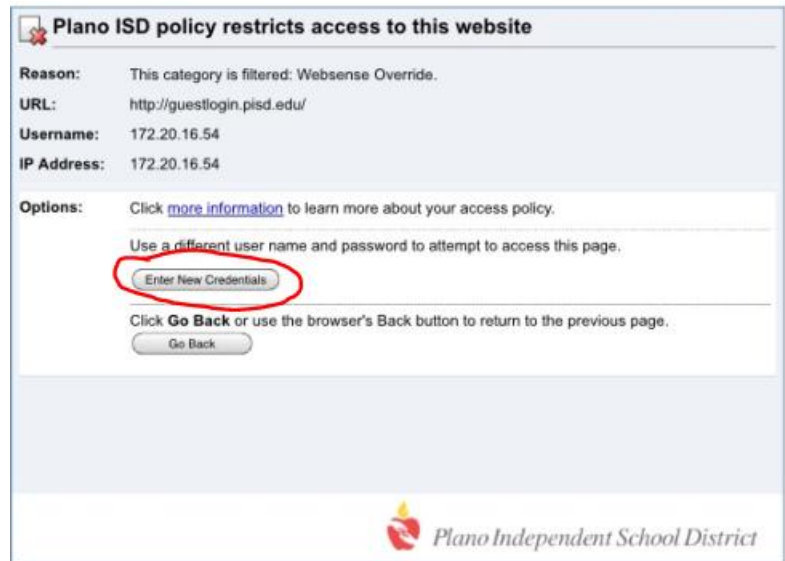 Plano ISD policy restricts access to this website
Reason: This category is filtered: Websense Override.
URL: http://guestlogin.pisd.edu/
Username: 172.20.16.54
IP Address: 172.20.16.54
Options: Click more information to learn more about your access policy.
Use a different user name and password to attempt to access this page.
Enter New Credentials
Click Go Back or use the browser's Back button to return to the previous page.
Go Back
Plano Independent School District